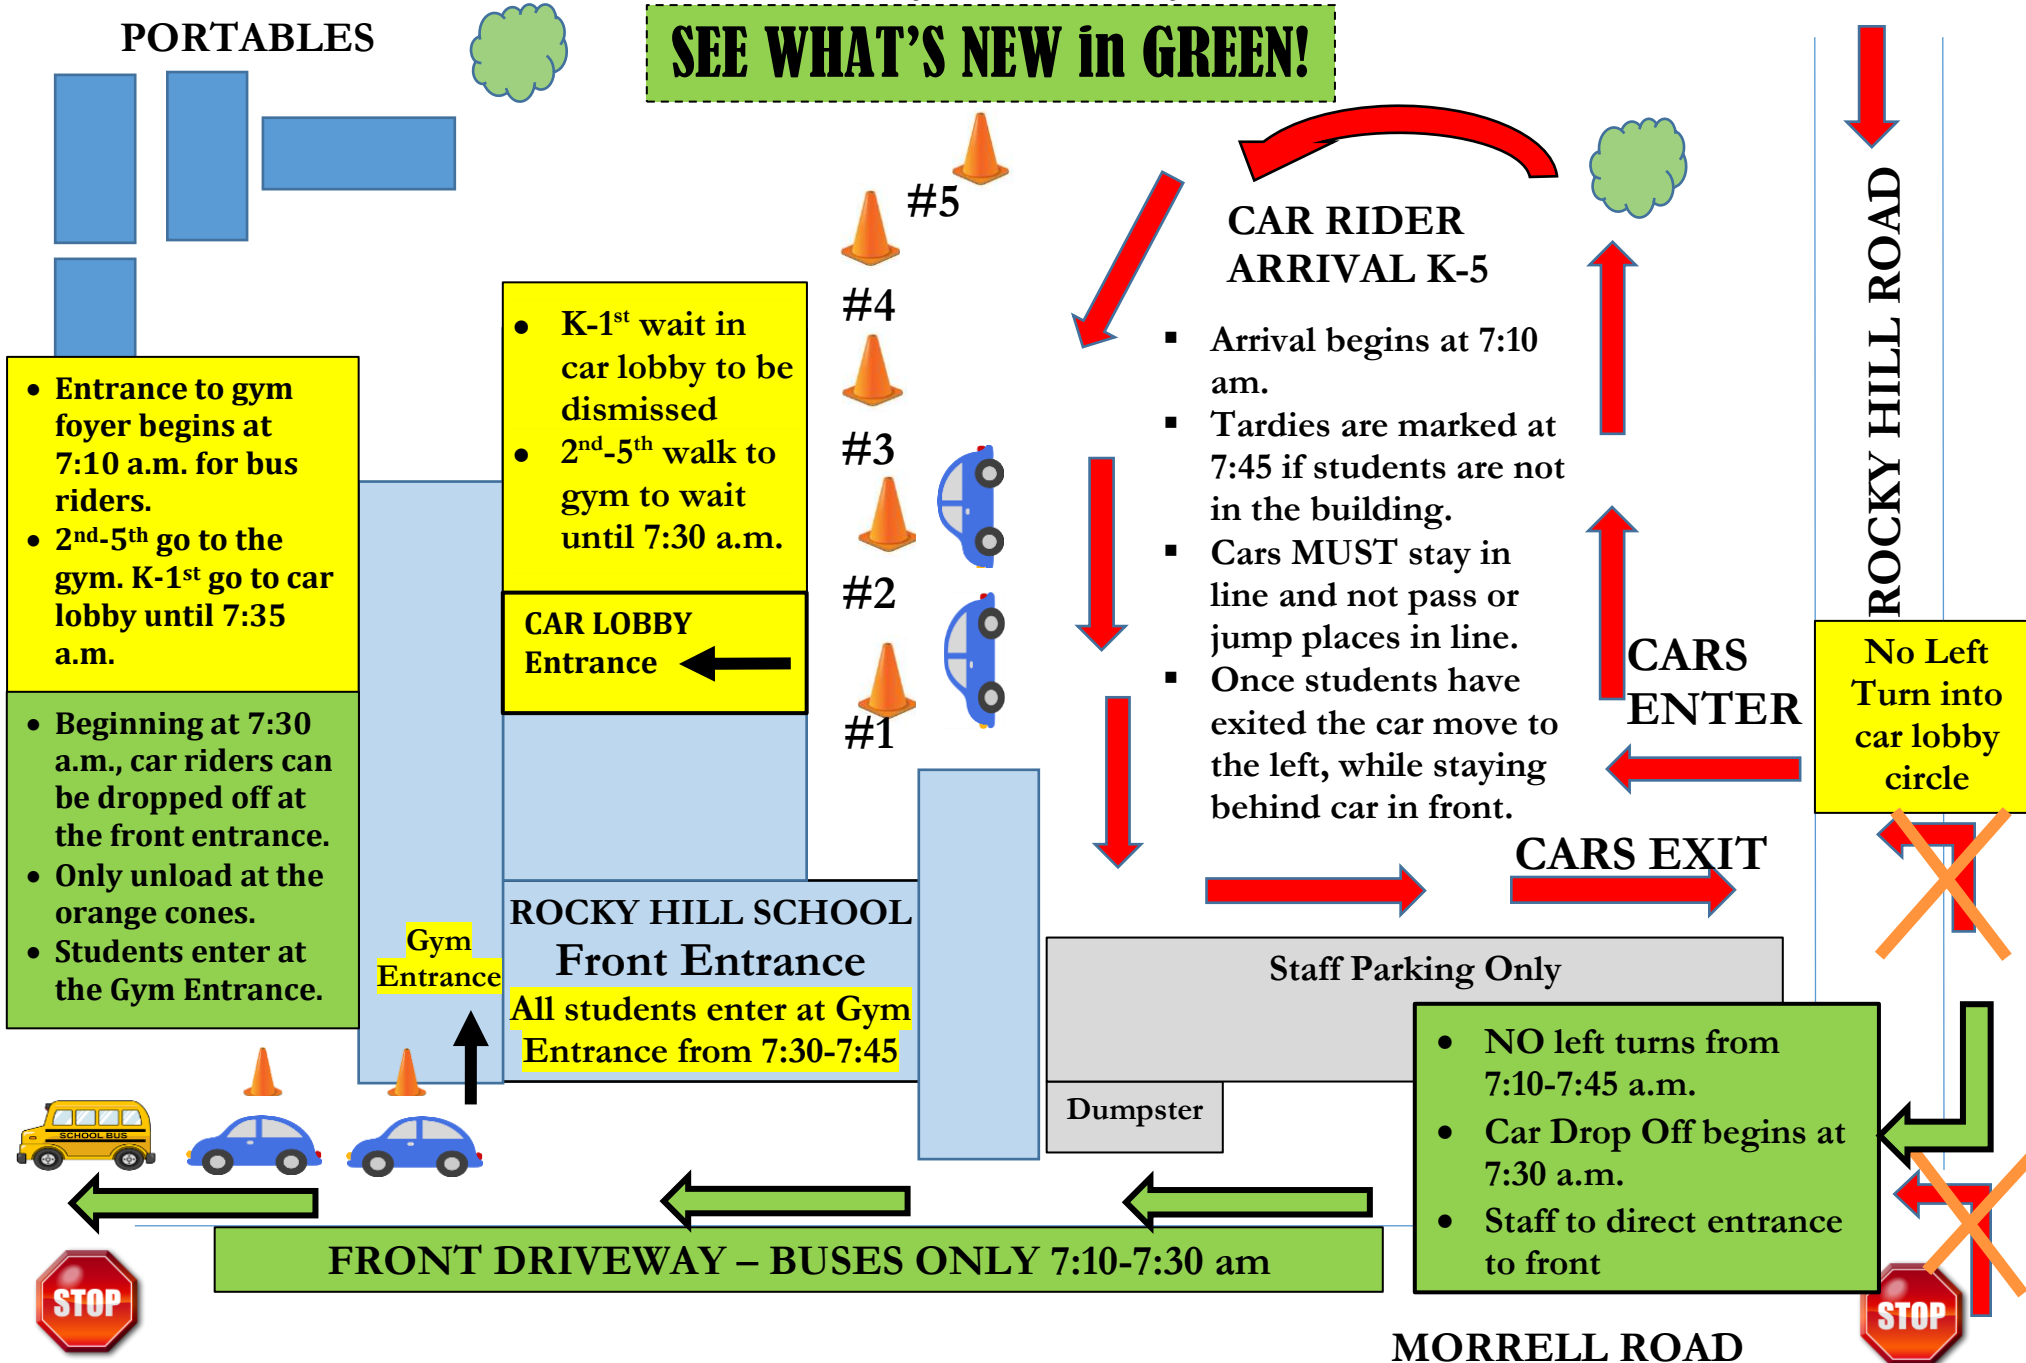 PORTABLES
SEE WHAT'S NEW in GREEN!
#5
#4
#3
#2
#1
CAR RIDER
ARRIVAL K-5
▪ Arrival begins at 7:10
am.
▪ Tardies are marked at
7:45 if students are not
in the building.
▪ Cars MUST stay in
line and not pass or
jump places in line.
▪ Once students have
exited the car move to
the left, while staying
behind car in front.
ROCKY HILL ROAD
• K-1st wait in
car lobby to be
dismissed
• 2nd-5th walk to
gym to wait
until 7:30 a.m.
CAR LOBBY
Entrance
• Entrance to gym
foyer begins at
7:10 a.m. for bus
riders.
• 2nd-5th go to the
gym. K-1st go to car
lobby until 7:35
a.m.
• Beginning at 7:30
a.m., car riders can
be dropped off at
the front entrance.
• Only unload at the
orange cones.
• Students enter at
the Gym Entrance.
CARS
ENTER
No Left
Turn into
car lobby
circle
CARS EXIT
Gym
Entrance
ROCKY HILL SCHOOL
Front Entrance
All students enter at Gym
Entrance from 7:30-7:45
Staff Parking Only
Dumpster
• NO left turns from
7:10-7:45 a.m.
• Car Drop Off begins at
7:30 a.m.
• Staff to direct entrance
to front
SCHOOL BUS
FRONT DRIVEWAY – BUSES ONLY 7:10-7:30 am
STOP
STOP
MORRELL ROAD